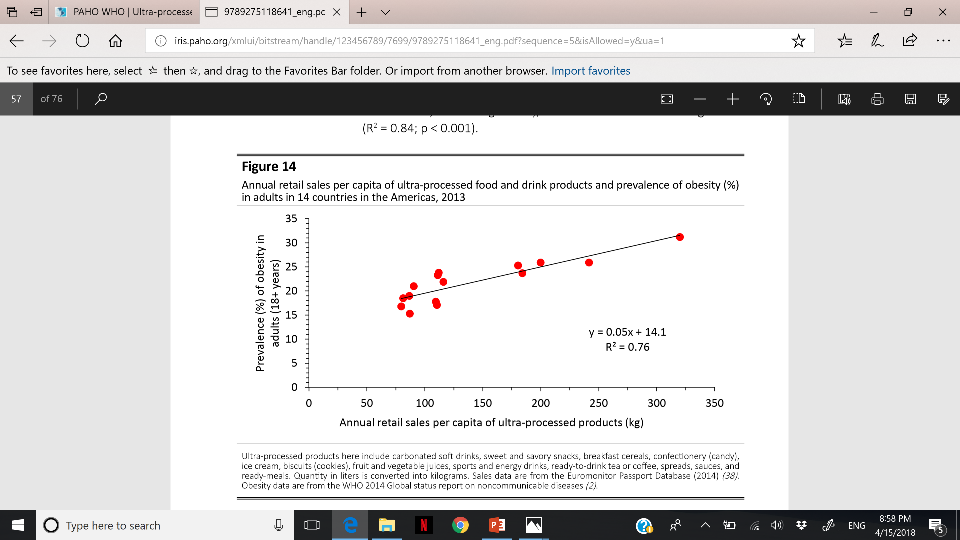 PAHO WHO | Ultra-processe
9789275118641_eng.pc
iris.paho.org/xmlui/bitstream/handle/123456789/7699/9789275118641_eng.pdf?sequence=5&isAllowed=y&ua=1
To see favorites here, select ☆ then ☆, and drag to the Favorites Bar folder. Or import from another browser. Import favorites
57 of 76
(R² = 0.84; p < 0.001).
Figure 14
Annual retail sales per capita of ultra-processed food and drink products and prevalence of obesity (%)
in adults in 14 countries in the Americas, 2013
Prevalence (%) of obesity in
adults (18+ years)
35
30
25
20
15
10
5
0
y = 0.05x + 14.1
R² = 0.76
0 50 100 150 200 250 300 350
Annual retail sales per capita of ultra-processed products (kg)
Ultra-processed products here include carbonated soft drinks, sweet and savory snacks, breakfast cereals, confectionery (candy),
ice cream, biscuits (cookies), fruit and vegetable juices, sports and energy drinks, ready-to-drink tea or coffee, spreads, sauces, and
ready-meals. Quantity in liters is converted into kilograms. Sales data are from the Euromonitor Passport Database (2014) (38).
Obesity data are from the WHO 2014 Global status report on noncommunicable diseases (2).
Type here to search
ENG
8:58 PM
4/15/2018
5